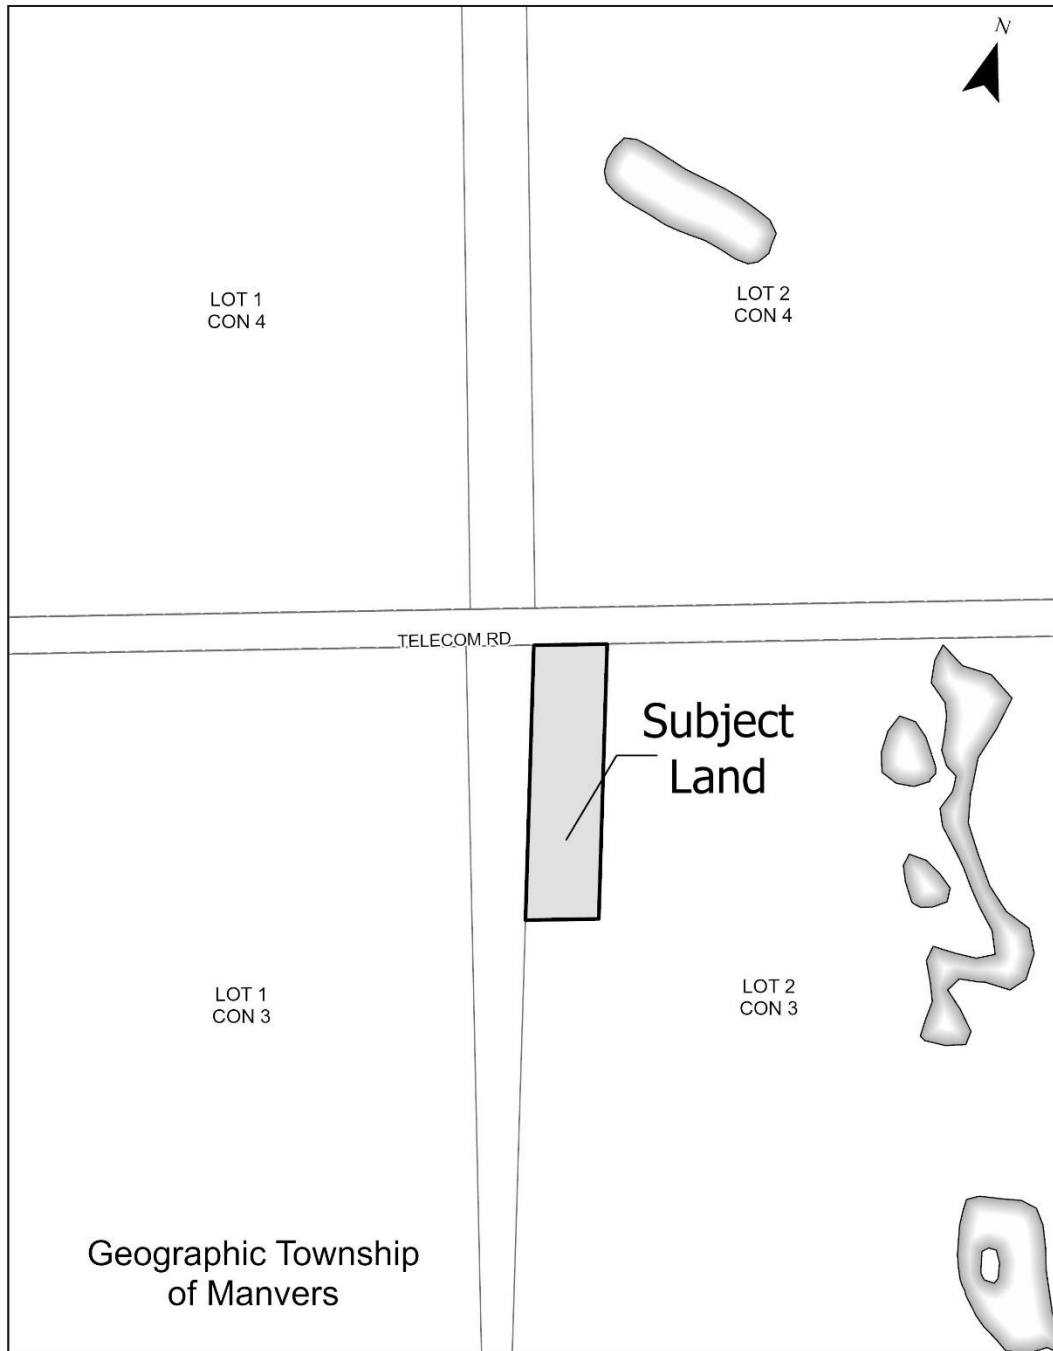 N
LOT 1
CON 4
LOT 2
CON 4
TELECOM RD
Subject
Land
LOT 1
CON 3
LOT 2
CON 3
Geographic Township
of Manvers